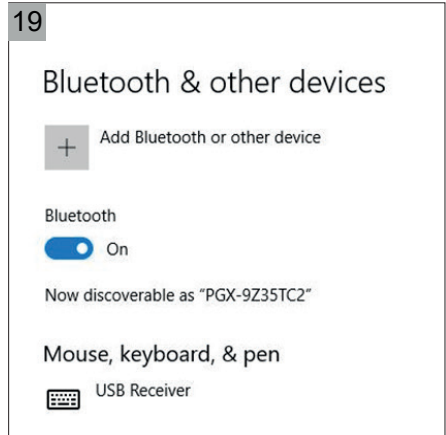 19
Bluetooth & other devices
Add Bluetooth or other device
Bluetooth
On
Now discoverable as “PGX-9Z35TC2”
Mouse, keyboard, & pen
USB Receiver